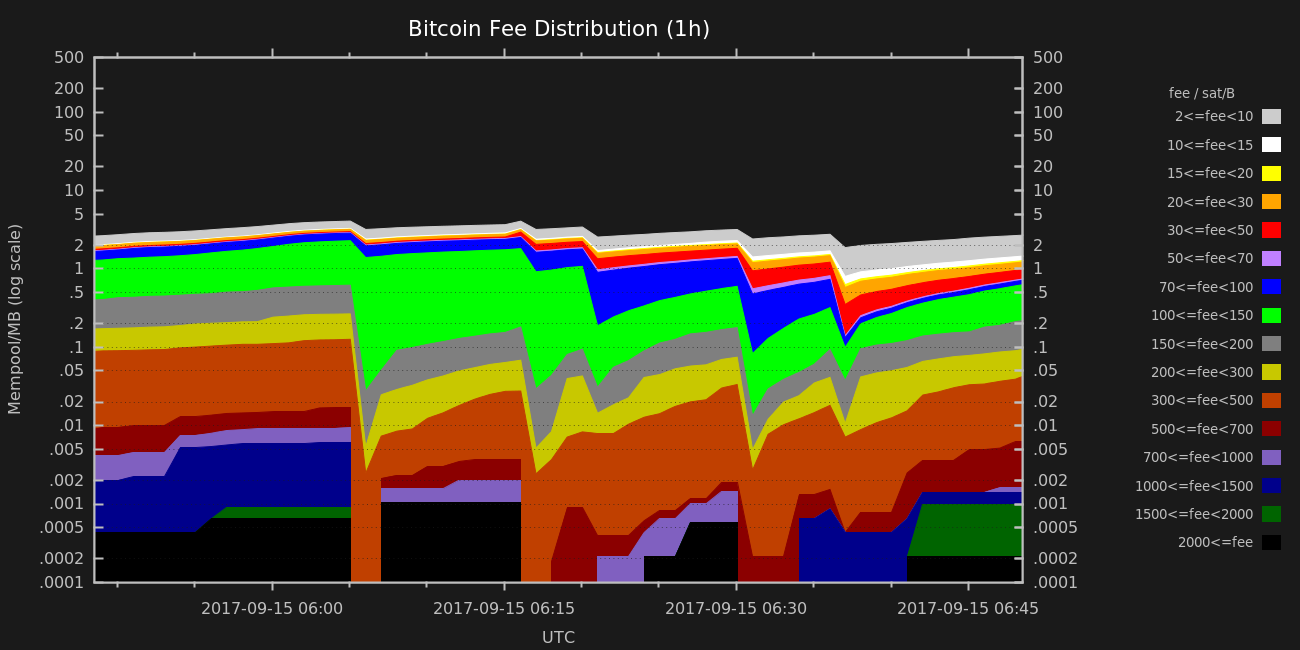 Bitcoin Fee Distribution (1h)
Mempool/MB (log scale)
500
200
100
50
20
10
5
2
1
.5
.2
.1
.05
.02
.01
.005
.002
.001
.0005
.0002
.0001
500
200
100
50
20
10
5
2
1
.5
.2
.1
.05
.02
.01
.005
.002
.001
.0005
.0002
.0001
2017-09-15 06:00 2017-09-15 06:15 2017-09-15 06:30 2017-09-15 06:45
UTC
fee / sat/B
2<=fee<10
10<=fee<15
15<=fee<20
20<=fee<30
30<=fee<50
50<=fee<70
70<=fee<100
100<=fee<150
150<=fee<200
200<=fee<300
300<=fee<500
500<=fee<700
700<=fee<1000
1000<=fee<1500
1500<=fee<2000
2000<=fee